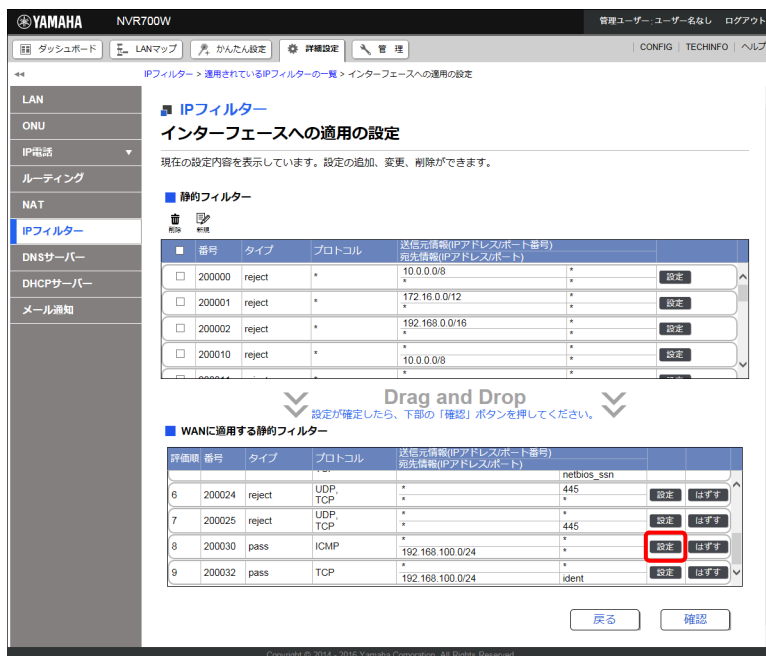 YAMAHA NVR700W 管理ユーザー: ユーザー名なし ログアウト
ダッシュボード LANマップ かんたん設定 詳細設定 管 理 CONFIG | TECHINFO | ヘルプ
IPフィルター > 適用されているIPフィルターの一覧 > インターフェースへの適用の設定
LAN
ONU
IP電話 ▼
ルーティング
NAT
IPフィルター
DNSサーバー
DHCPサーバー
メール通知
IPフィルター
インターフェースへの適用の設定
現在の設定内容を表示しています。設定の追加、変更、削除ができます。
静的フィルター
削除 新規
番号 タイプ プロトコル 送信元情報(IPアドレス/ポート番号)
宛先情報(IPアドレス/ポート)
200000 reject * 10.0.0.0/8 * 設定
* *
200001 reject * 172.16.0.0/12 * 設定
* *
200002 reject * 192.168.0.0/16 * 設定
* *
200010 reject * * * 設定
10.0.0.0/8 *
Drag and Drop
設定が確定したら、下部の「確認」ボタンを押してください。
WANに適用する静的フィルター
評価順 番号 タイプ プロトコル 送信元情報(IPアドレス/ポート番号)
宛先情報(IPアドレス/ポート)
netbios_ssn
6 200024 reject UDP, * 445 設定 はずす
TCP * *
7 200025 reject UDP, * * 設定 はずす
TCP * 445
8 200030 pass ICMP * * 設定 はずす
192.168.100.0/24 *
9 200032 pass TCP * * 設定 はずす
192.168.100.0/24 ident
戻る 確認
Copyright © 2014 - 2016 Yamaha Corporation. All Rights Reserved.